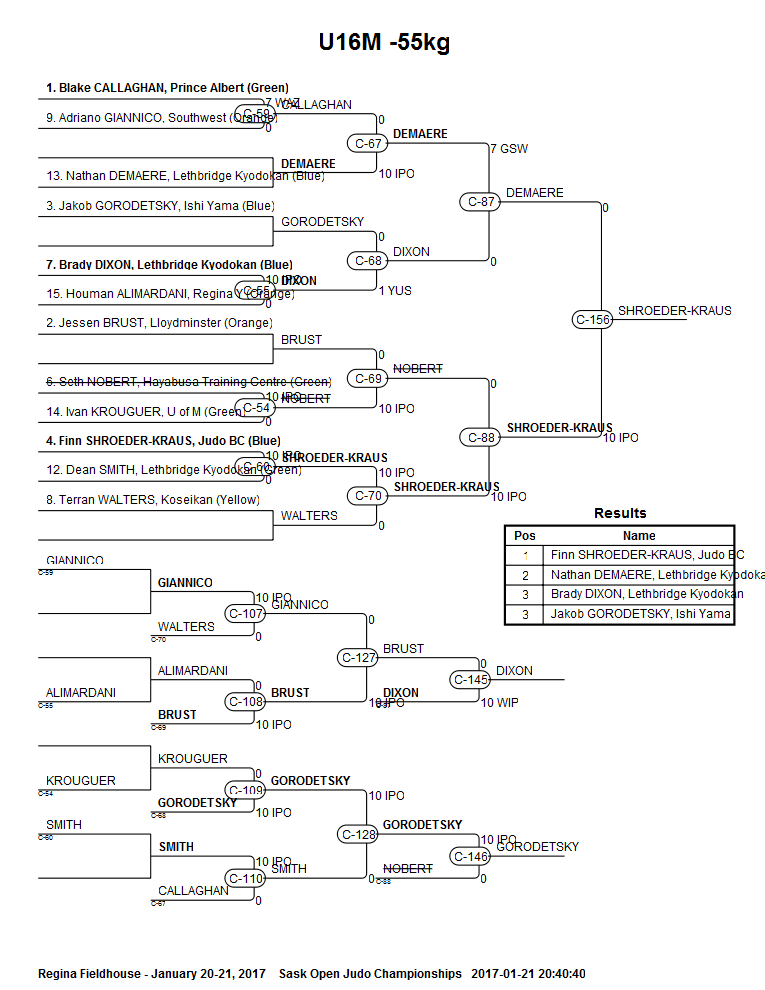 U16M -55kg
1. Blake CALLAGHAN, Prince Albert (Green)
7 WAZ
CALLAGHAN
C-59
9. Adriano GIANNICO, Southwest (Orange)
0
0
DEMAERE
C-67
7 GSW
DEMAERE
10 IPO
13. Nathan DEMAERE, Lethbridge Kyodokan (Blue)
DEMAERE
C-87
0
3. Jakob GORODETSKY, Ishi Yama (Blue)
GORODETSKY
0
DIXON
C-68
0
7. Brady DIXON, Lethbridge Kyodokan (Blue)
10 IPO
DIXON
C-55
1 YUS
15. Houman ALIMARDANI, Regina Y (Orange)
0
SHROEDER-KRAUS
C-156
2. Jessen BRUST, Lloydminster (Orange)
BRUST
0
NOBERT
C-69
0
6. Seth NOBERT, Hayabusa Training Centre (Green)
10 IPO
NOBERT
C-54
10 IPO
14. Ivan KROUGUER, U of M (Green)
0
SHROEDER-KRAUS
C-88
10 IPO
4. Finn SHROEDER-KRAUS, Judo BC (Blue)
10 IPO
SHROEDER-KRAUS
C-60
10 IPO
12. Dean SMITH, Lethbridge Kyodokan (Green)
0
SHROEDER-KRAUS
C-70
10 IPO
8. Terran WALTERS, Koseikan (Yellow)
WALTERS
0
Results
Pos Name
1 Finn SHROEDER-KRAUS, Judo BC
2 Nathan DEMAERE, Lethbridge Kyodoka
3 Brady DIXON, Lethbridge Kyodokan
3 Jakob GORODETSKY, Ishi Yama
GIANNICO
C-59
GIANNICO
10 IPO
GIANNICO
C-107
0
WALTERS
C-70
0
BRUST
C-127
0
ALIMARDANI
0
DIXON
C-145
ALIMARDANI
C-55
BRUST
C-108
10 IPO
DIXON
C-87
10 WIP
BRUST
C-69
10 IPO
KROUGUER
0
KROUGUER
C-54
GORODETSKY
C-109
10 IPO
GORODETSKY
C-68
10 IPO
SMITH
C-60
GORODETSKY
C-128
10 IPO
SMITH
10 IPO
GORODETSKY
C-146
SMITH
C-110
0
NOBERT
C-88
0
CALLAGHAN
C-67
0
Regina Fieldhouse - January 20-21, 2017 Sask Open Judo Championships 2017-01-21 20:40:40